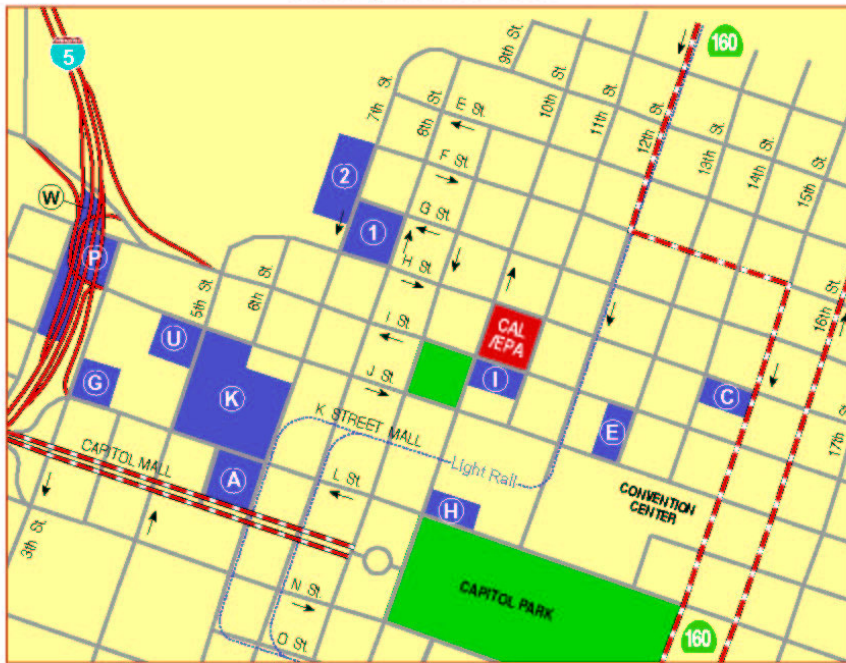 5
160
9th St.
7th St.
8th St.
E St.
10th St.
11th St.
12th St.
13th St.
14th St.
15th St.
F St.
2
W
1
G St.
P
H St.
5th St.
6th St.
I St.
CAL
/EPA
16th St.
U
J St.
I
G
K
C
K STREET MALL
E
17th St.
CAPITOL MALL
Light Rail
A
L St.
H
CONVENTION
CENTER
3th St.
N St.
CAPITOL PARK
O St.
160